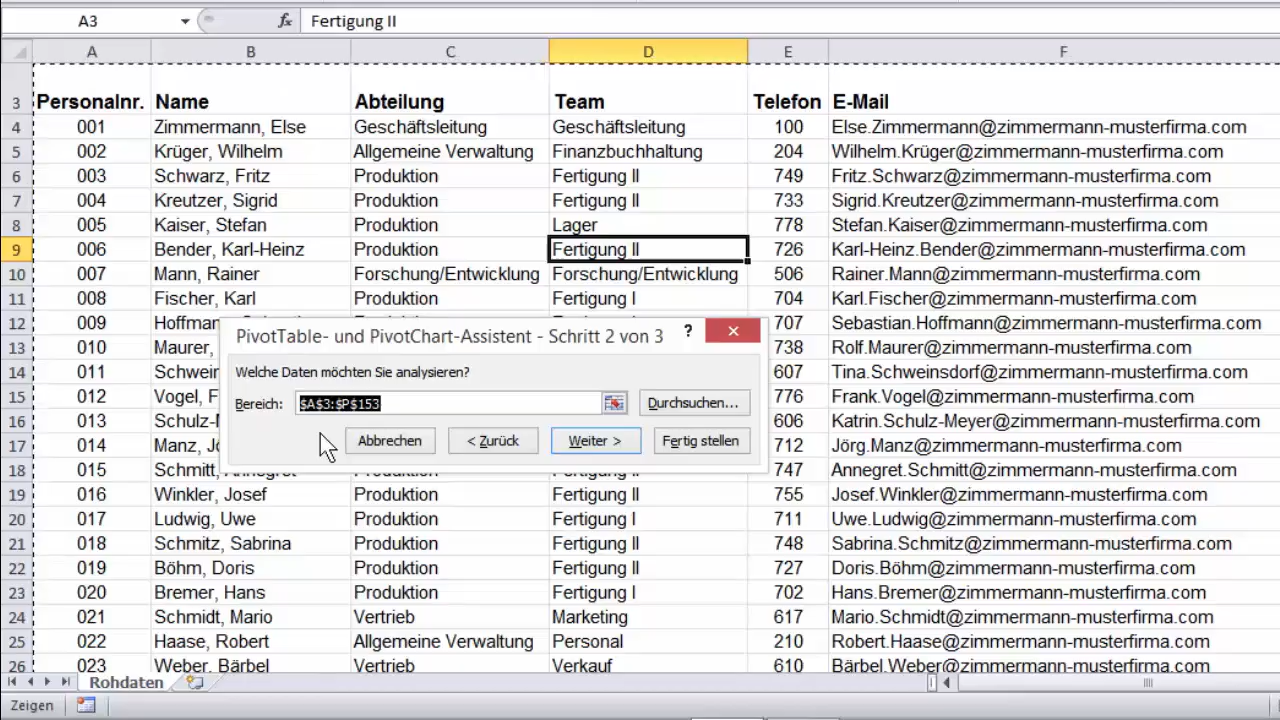 A3 fx Fertigung II
A B C D E F
3 Personalnr. Name Abteilung Team Telefon E-Mail
4 001 Zimmermann, Else Geschäftsleitung Geschäftsleitung 100 Else.Zimmermann@zimmermann-musterfirma.com
5 002 Krüger, Wilhelm Allgemeine Verwaltung Finanzbuchhaltung 204 Wilhelm.Krüger@zimmermann-musterfirma.com
6 003 Schwarz, Fritz Produktion Fertigung II 749 Fritz.Schwarz@zimmermann-musterfirma.com
7 004 Kreutzer, Sigrid Produktion Fertigung II 733 Sigrid.Kreutzer@zimmermann-musterfirma.com
8 005 Kaiser, Stefan Produktion Lager 778 Stefan.Kaiser@zimmermann-musterfirma.com
9 006 Bender, Karl-Heinz Produktion Fertigung II 726 Karl-Heinz.Bender@zimmermann-musterfirma.com
10 007 Mann, Rainer Forschung/Entwicklung Forschung/Entwicklung 506 Rainer.Mann@zimmermann-musterfirma.com
11 008 Fischer, Karl Produktion Fertigung I 704 Karl.Fischer@zimmermann-musterfirma.com
12 009 Hoffman 707 Sebastian.Hoffmann@zimmermann-musterfirma.com
PivotTable- und PivotChart-Assistent - Schritt 2 von 3 ?
13 010 Maurer, 738 Rolf.Maurer@zimmermann-musterfirma.com
Welche Daten möchten Sie analysieren?
14 011 Schwein 607 Tina.Schweinsdorf@zimmermann-musterfirma.com
15 012 Vogel, F 776 Frank.Vogel@zimmermann-musterfirma.com
Bereich: $A$3:$P$153 Durchsuchen...
16 013 Schulz- 606 Katrin.Schulz-Meyer@zimmermann-musterfirma.com
Abbrechen < Zurück Weiter > Fertig stellen
17 014 Manz, Jö 712 Jörg.Manz@zimmermann-musterfirma.com
18 015 Schmitt, Annegret 747 Annegret.Schmitt@zimmermann-musterfirma.com
19 016 Winkler, Josef Produktion Fertigung II 755 Josef.Winkler@zimmermann-musterfirma.com
20 017 Ludwig, Uwe Produktion Fertigung I 711 Uwe.Ludwig@zimmermann-musterfirma.com
21 018 Schmitz, Sabrina Produktion Fertigung II 748 Sabrina.Schmitz@zimmermann-musterfirma.com
22 019 Böhm, Doris Produktion Fertigung II 727 Doris.Böhm@zimmermann-musterfirma.com
23 020 Bremer, Hans Produktion Fertigung I 702 Hans.Bremer@zimmermann-musterfirma.com
24 021 Schmidt, Mario Vertrieb Marketing 617 Mario.Schmidt@zimmermann-musterfirma.com
25 022 Haase, Robert Allgemeine Verwaltung Personal 210 Robert.Haase@zimmermann-musterfirma.com
26 023 Weber, Bärbel Vertrieb Verkauf 610 Bärbel.Weber@zimmermann-musterfirma.com
Rohdaten
Zeigen